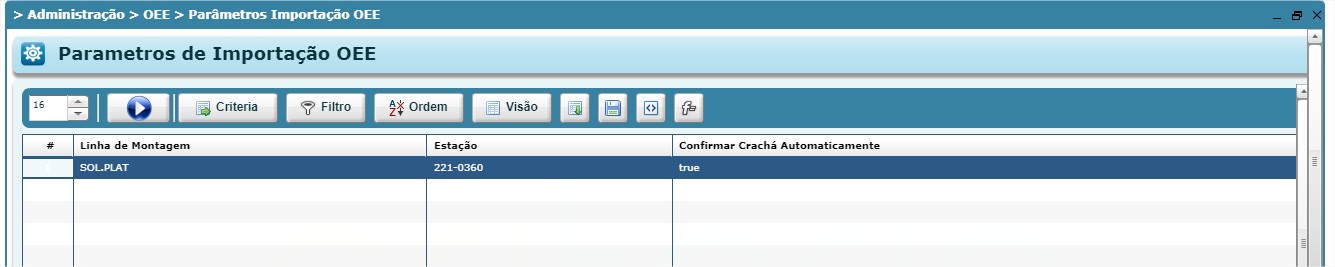 > Administração > OEE > Parâmetros Importação OEE
Parametros de Importação OEE
16 Criteria Filtro Ordem Visão
# Linha de Montagem Estação Confirmar Crachá Automaticamente
SOL.PLAT 221-0360 true